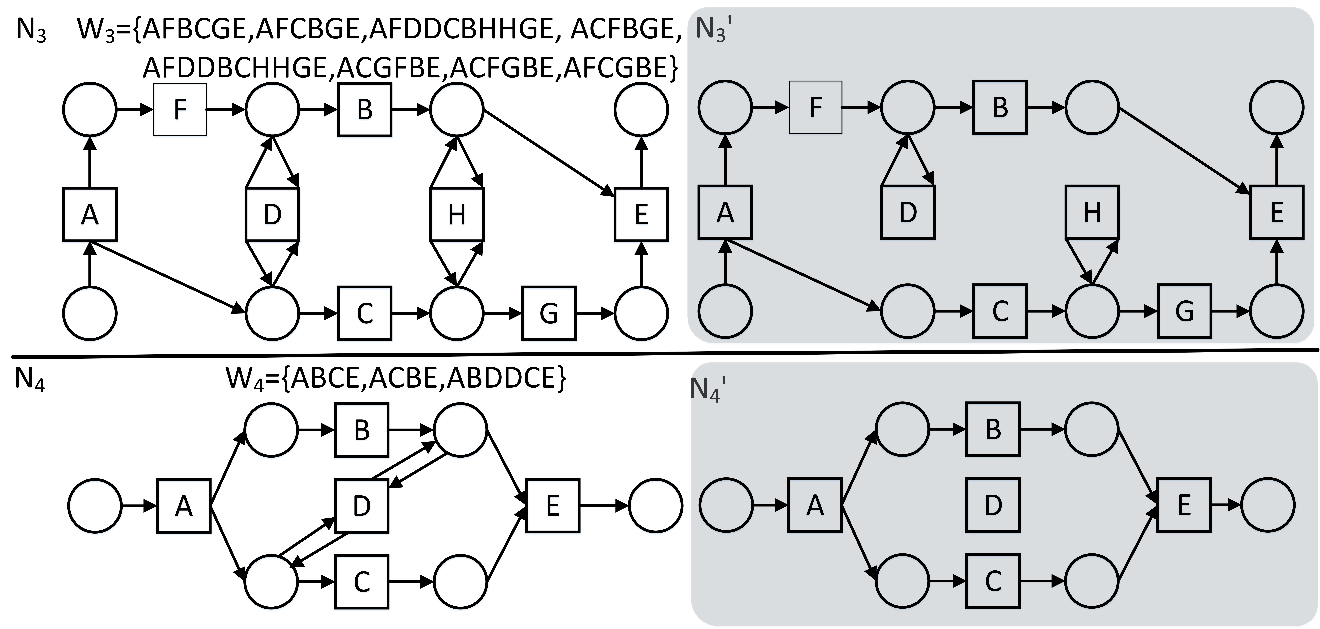 N3 W3={AFBCGE,AFCBGE,AFDDCBHHGE, ACFBGE, N3'
AFDDBCHHGE,ACGFBE,ACFGBE,AFCGBE}
F B F B
A D H E A D H E
C G C G
N4 W4={ABCE,ACBE,ABDDCE} N4'
B B
A D E A D E
C C